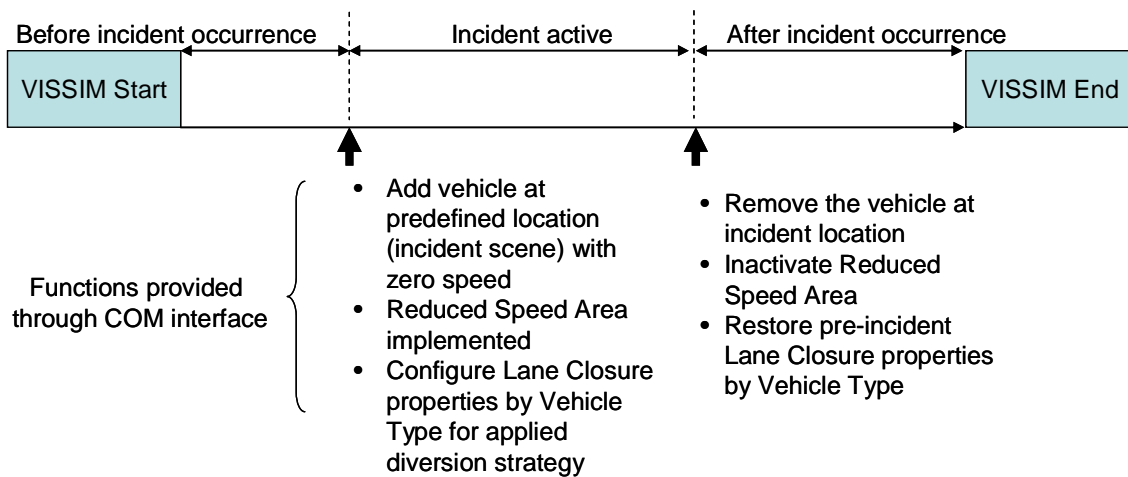 Before incident occurrence
Incident active
After incident occurrence
VISSIM Start
VISSIM End
Functions provided
through COM interface
• Add vehicle at
predefined location
(incident scene) with
zero speed
• Reduced Speed Area
implemented
• Configure Lane Closure
properties by Vehicle
Type for applied
diversion strategy
• Remove the vehicle at
incident location
• Inactivate Reduced
Speed Area
• Restore pre-incident
Lane Closure properties
by Vehicle Type